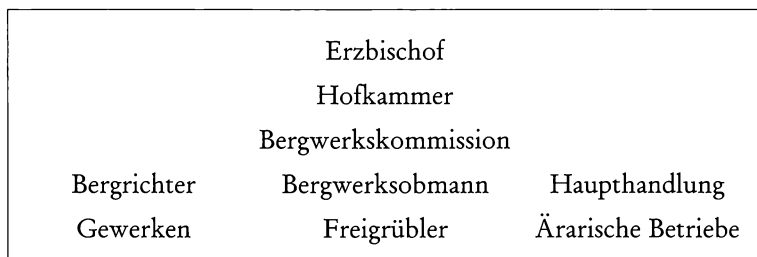 Erzbischof
Hofkammer
Bergwerkskommission
Bergrichter Bergwerksobmann Haupthandlung
Gewerken Freigrübler Ärarische Betriebe